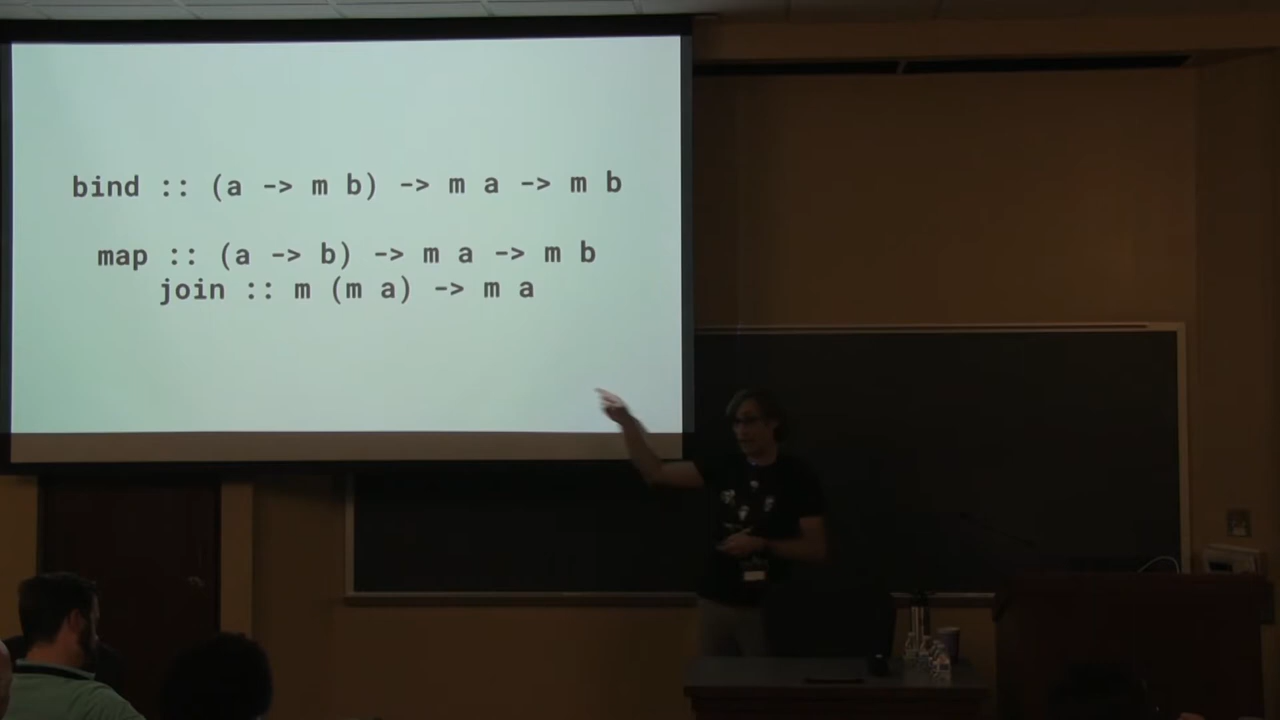 bind :: (a -> m b) -> m a -> m b
map :: (a -> b) -> m a -> m b
join :: m (m a) -> m a